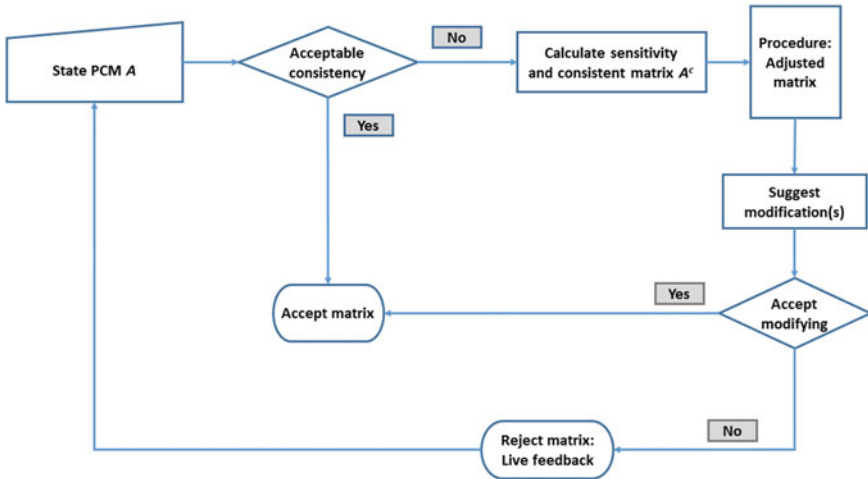 State PCM A
Acceptable
consistency
No
Calculate sensitivity
and consistent matrix Aᶜ
Procedure:
Adjusted
matrix
Yes
Suggest
modification(s)
Accept matrix
Yes
Accept
modifying
No
Reject matrix:
Live feedback